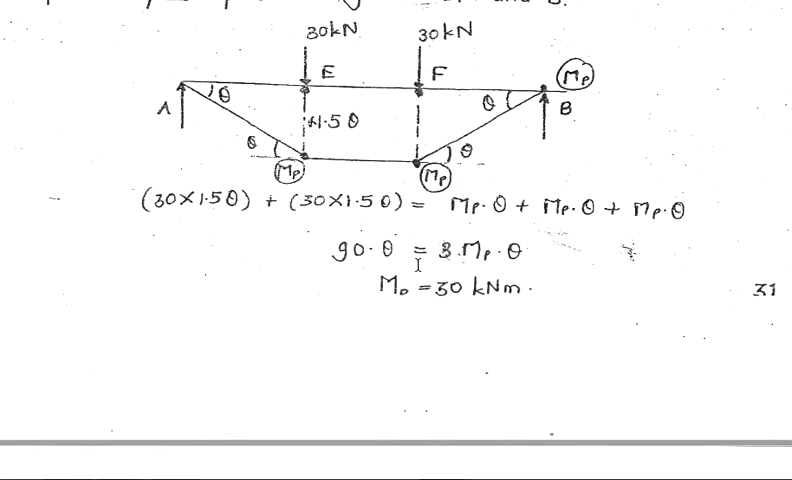 and B.
30kN 30kN
E F Mp
A θ θ B
1.5 θ
θ θ
Mp Mp
(30×1.5θ) + (30×1.5θ) = Mp.θ + Mp.θ + Mp.θ
90.θ = 3.Mp.θ
Mp = 30 kNm.
31